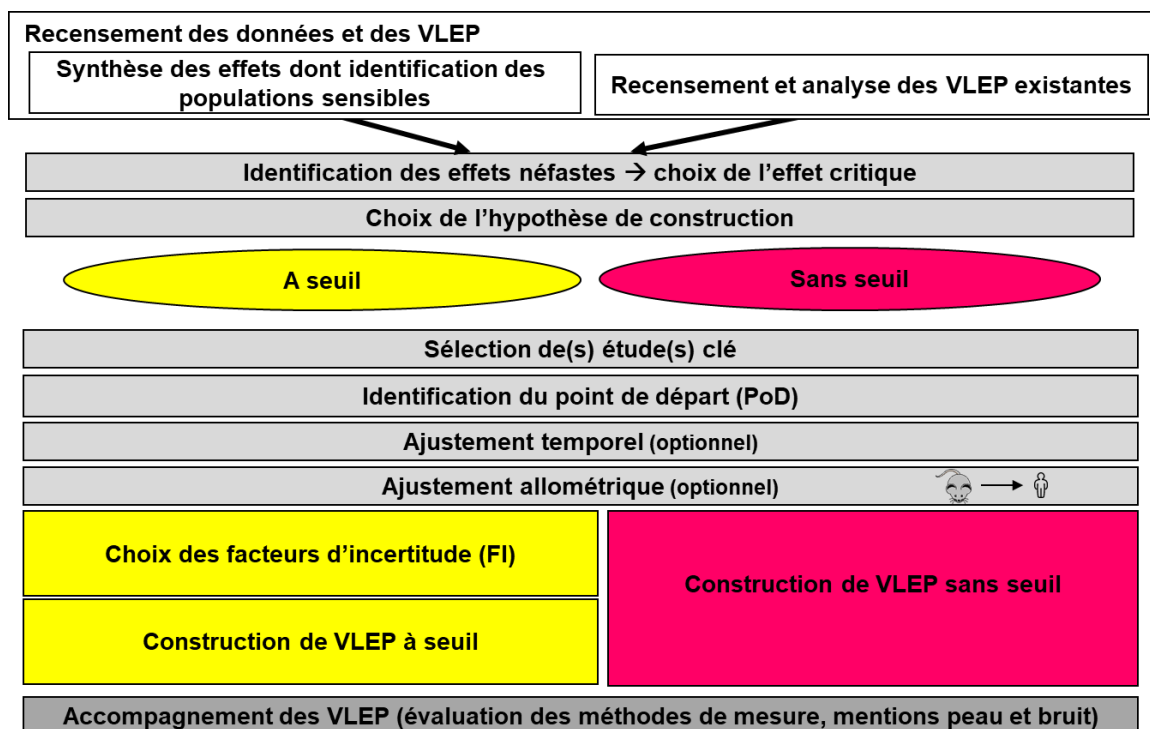 Recensement des données et des VLEP
Synthèse des effets dont identification des
populations sensibles
Recensement et analyse des VLEP existantes
Identification des effets néfastes → choix de l'effet critique
Choix de l'hypothèse de construction
A seuil
Sans seuil
Sélection de(s) étude(s) clé
Identification du point de départ (PoD)
Ajustement temporel (optionnel)
Ajustement allométrique (optionnel)
Choix des facteurs d'incertitude (FI)
Construction de VLEP sans seuil
Construction de VLEP à seuil
Accompagnement des VLEP (évaluation des méthodes de mesure, mentions peau et bruit)